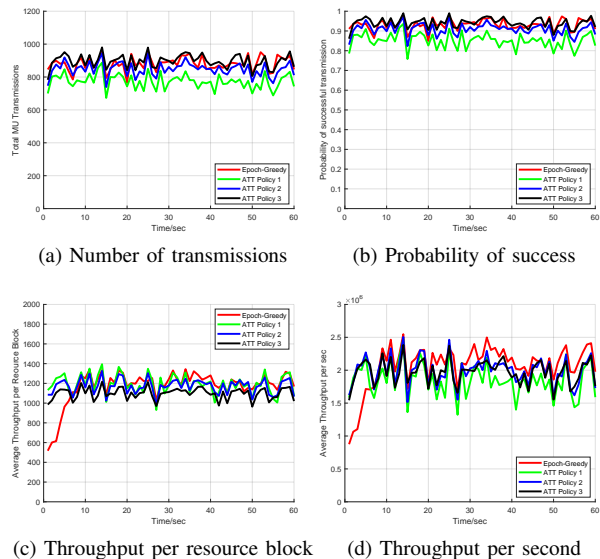 1200
1000
800
600
400
200
0
Total MU Transmissions
0 10 20 30 40 50 60
Time/sec
Epoch-Greedy
ATT Policy 1
ATT Policy 2
ATT Policy 3
(a) Number of transmissions
1
0.9
0.8
0.7
0.6
0.5
0.4
0.3
0.2
0.1
0
Probability of successful transmission
0 10 20 30 40 50 60
Time/sec
Epoch-Greedy
ATT Policy 1
ATT Policy 2
ATT Policy 3
(b) Probability of success
2000
1800
1600
1400
1200
1000
800
600
400
200
0
Average Throughput per Reource Block
0 10 20 30 40 50 60
Time/sec
Epoch-Greedy
ATT Policy 1
ATT Policy 2
ATT Policy 3
(c) Throughput per resource block
×10⁶
3
2.5
2
1.5
1
0.5
0
Average Throughput per sec
0 10 20 30 40 50 60
Time/sec
Epoch-Greedy
ATT Policy 1
ATT Policy 2
ATT Policy 3
(d) Throughput per second